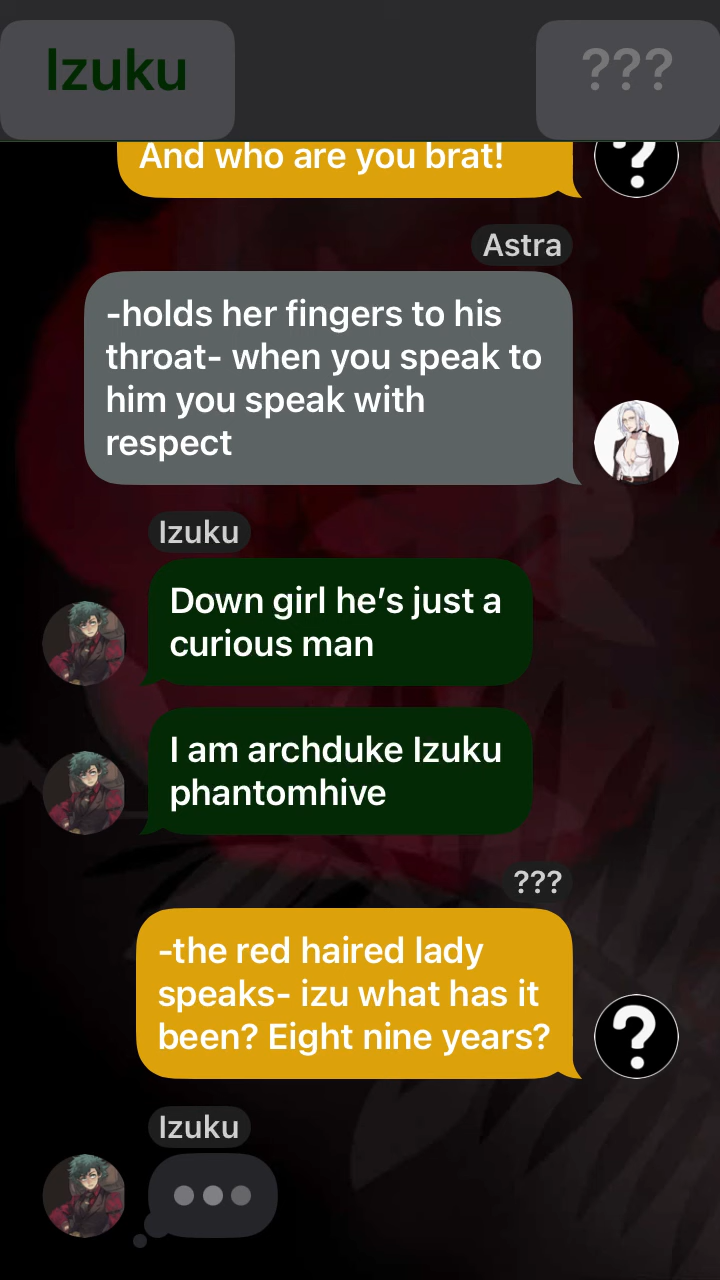 Izuku
???
And who are you brat!
?
Astra
-holds her fingers to his
throat- when you speak to
him you speak with
respect
Izuku
Down girl he’s just a
curious man
I am archduke Izuku
phantomhive
???
-the red haired lady
speaks- izu what has it
been? Eight nine years?
?
Izuku